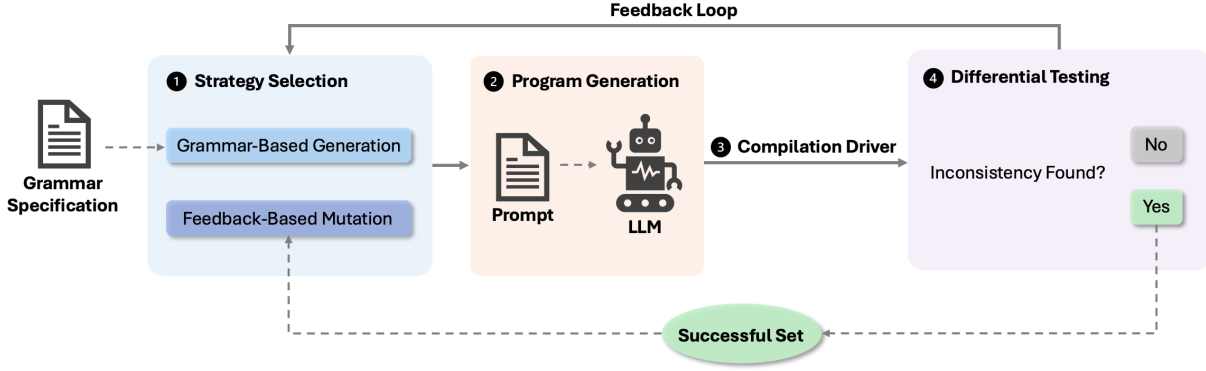 Feedback Loop
1 Strategy Selection
Grammar-Based Generation
Feedback-Based Mutation
Grammar
Specification
2 Program Generation
Prompt
LLM
3 Compilation Driver
4 Differential Testing
Inconsistency Found?
No
Yes
Successful Set